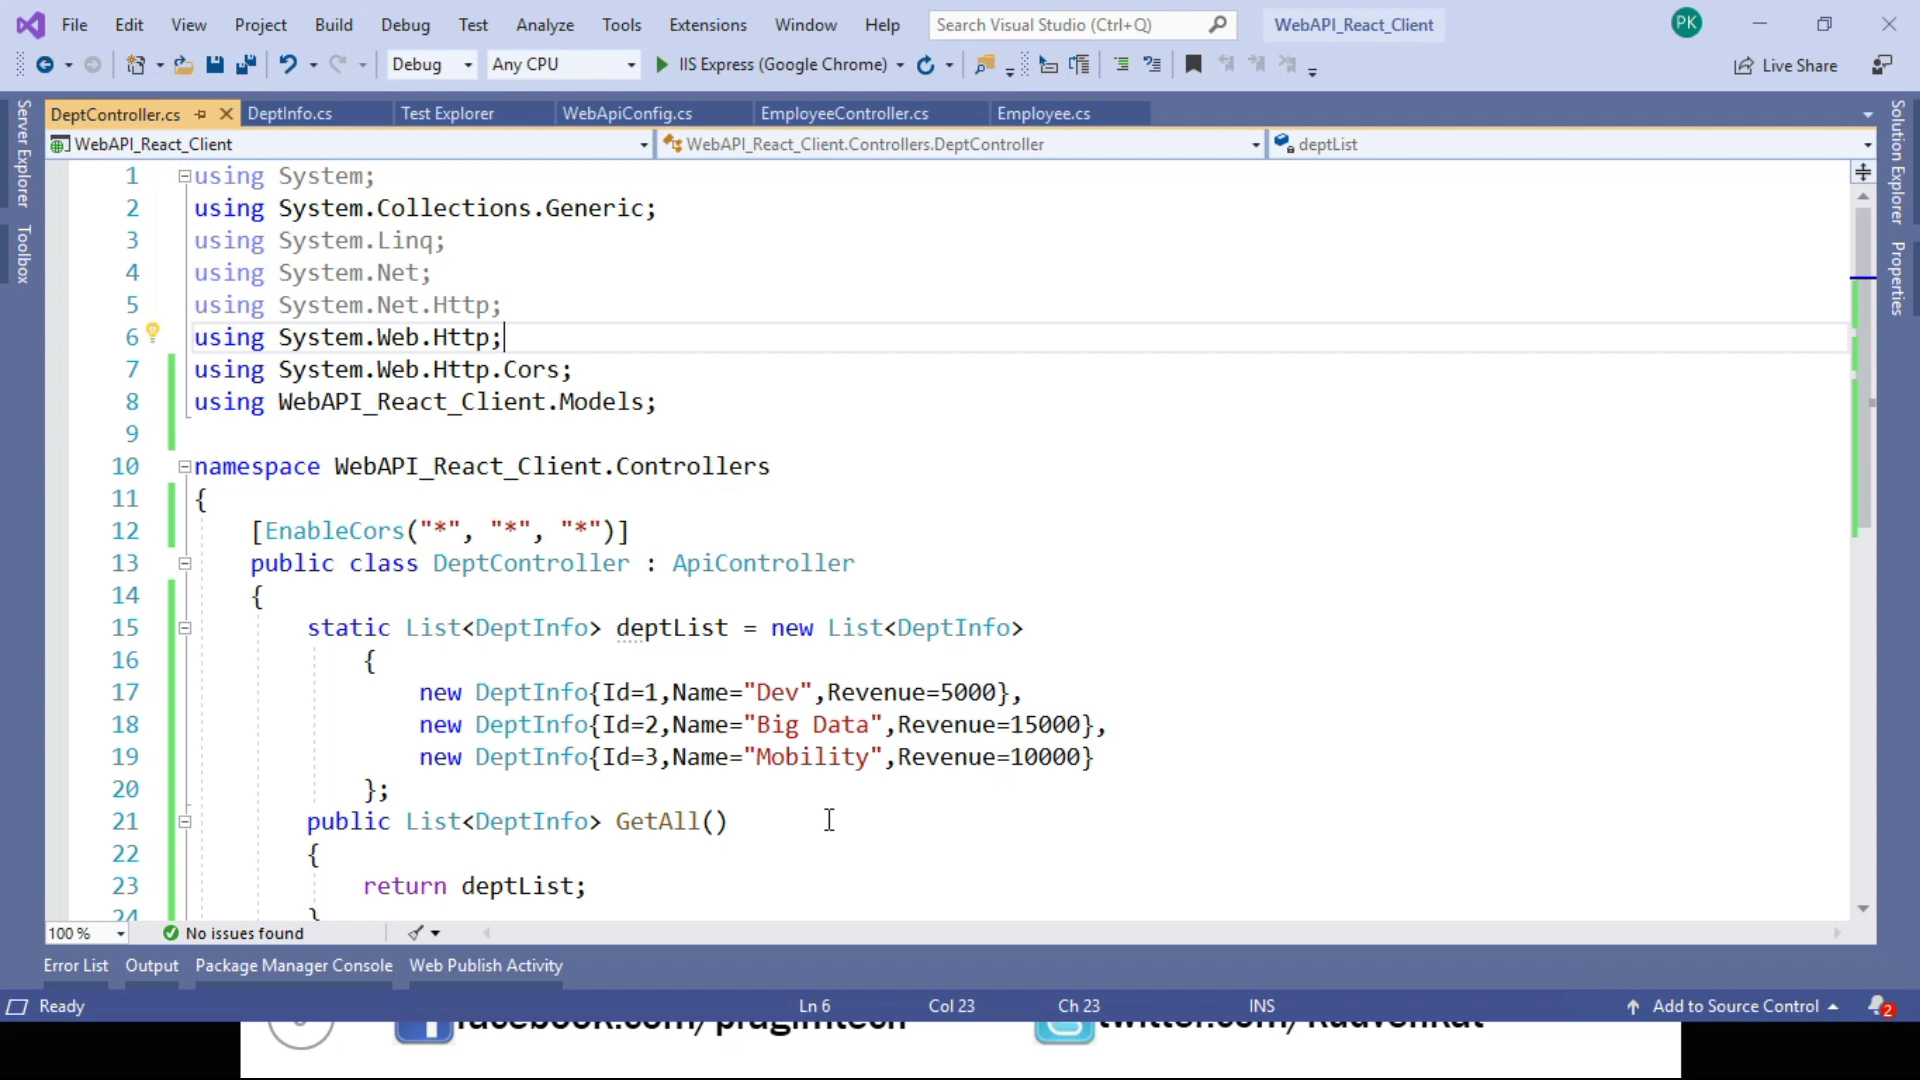 File Edit View Project Build Debug Test Analyze Tools Extensions Window Help Search Visual Studio (Ctrl+Q) WebAPI_React_Client PK
Debug Any CPU IIS Express (Google Chrome) Live Share
DeptController.cs DeptInfo.cs Test Explorer WebApiConfig.cs EmployeeController.cs Employee.cs
WebAPI_React_Client WebAPI_React_Client.Controllers.DeptController deptList
Server Explorer
Toolbox
Solution Explorer
Properties
1 using System;
2 using System.Collections.Generic;
3 using System.Linq;
4 using System.Net;
5 using System.Net.Http;
6 using System.Web.Http;
7 using System.Web.Http.Cors;
8 using WebAPI_React_Client.Models;
9
10 namespace WebAPI_React_Client.Controllers
11 {
12 [EnableCors("*", "*", "*")]
13 public class DeptController : ApiController
14 {
15 static List<DeptInfo> deptList = new List<DeptInfo>
16 {
17 new DeptInfo{Id=1,Name="Dev",Revenue=5000},
18 new DeptInfo{Id=2,Name="Big Data",Revenue=15000},
19 new DeptInfo{Id=3,Name="Mobility",Revenue=10000}
20 };
21 public List<DeptInfo> GetAll()
22 {
23 return deptList;
24 }
100 % No issues found
Error List Output Package Manager Console Web Publish Activity
Ready Ln 6 Col 23 Ch 23 INS Add to Source Control 2
facebook.com/pragimtech twitter.com/kudvenkat